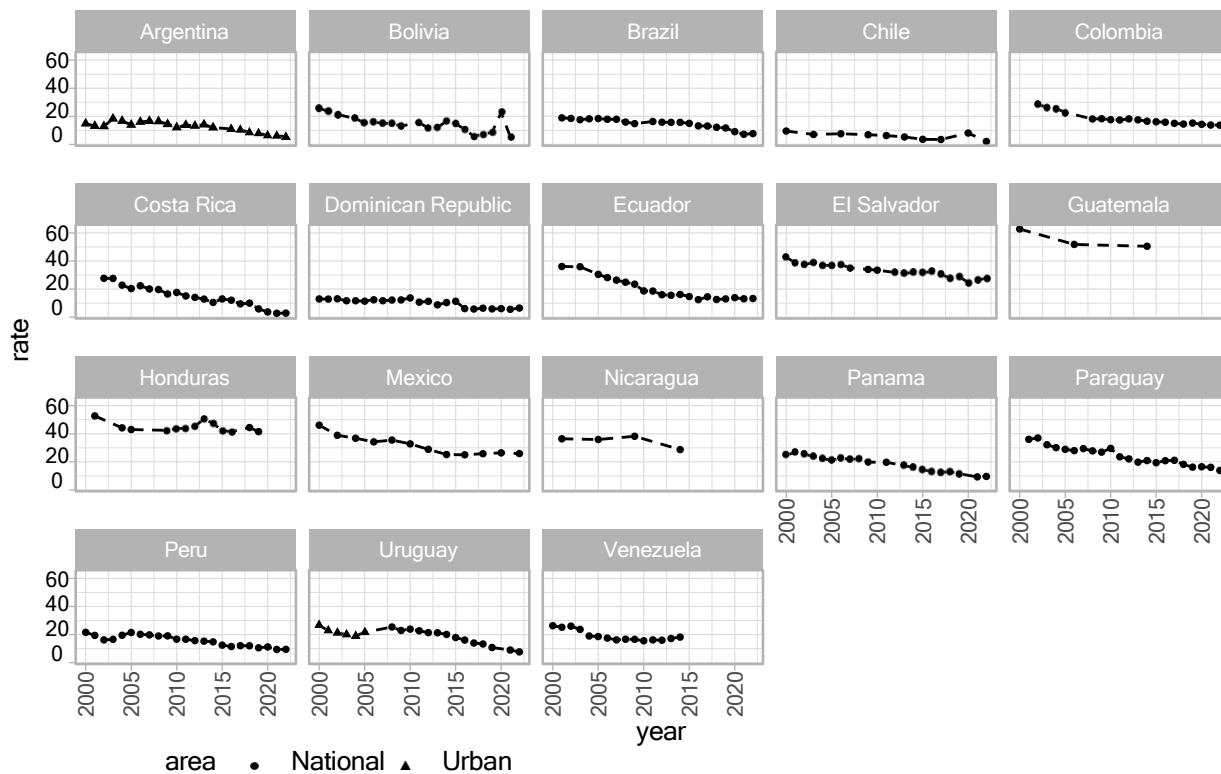 Argentina Bolivia Brazil Chile Colombia
60
40
20
0
Costa Rica Dominican Republic Ecuador El Salvador Guatemala
60
40
20
0
rate
Honduras Mexico Nicaragua Panama Paraguay
60
40
20
0
2000 2005 2010 2015 2020 2000 2005 2010 2015 2020
Peru Uruguay Venezuela
60
40
20
0
2000 2005 2010 2015 2020 2000 2005 2010 2015 2020 2000 2005 2010 2015 2020
year
area National Urban